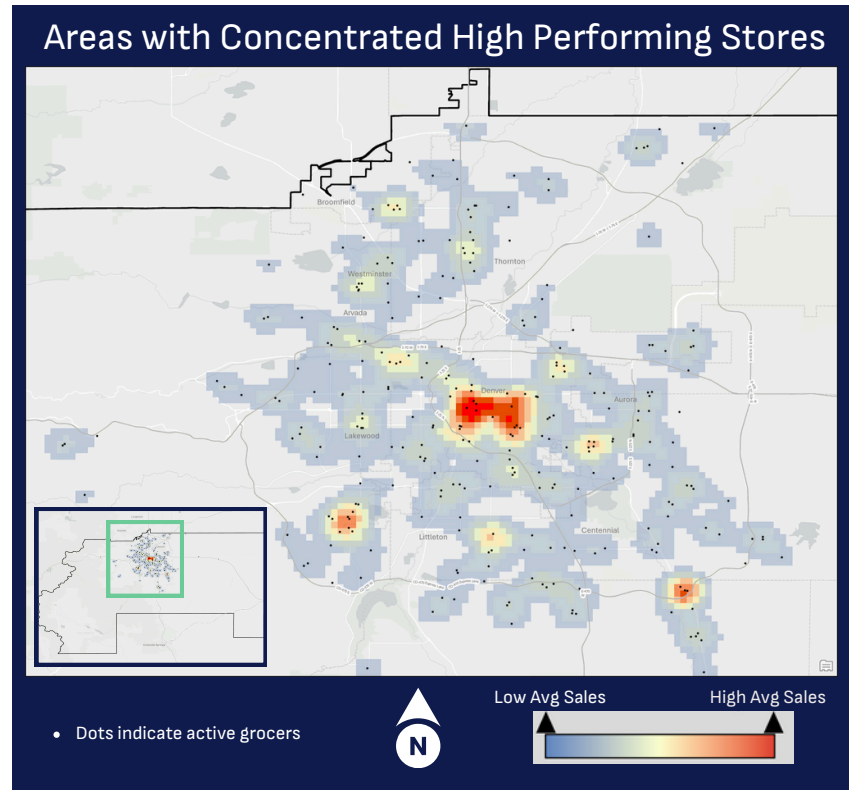 Areas with Concentrated High Performing Stores
Broomfield
Thornton
Westminster
Arvada
Denver
Aurora
Lakewood
Littleton
Centennial
Low Avg Sales
High Avg Sales
Dots indicate active grocers
N